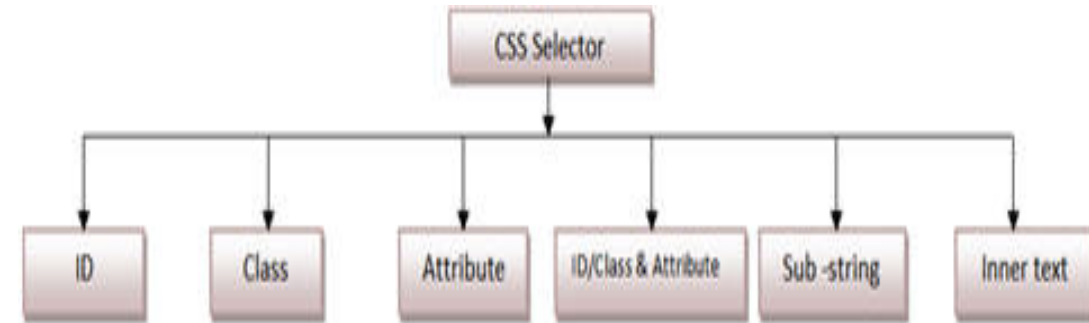 CSS Selector
ID
Class
Attribute
ID/Class & Attribute
Sub -string
Inner text